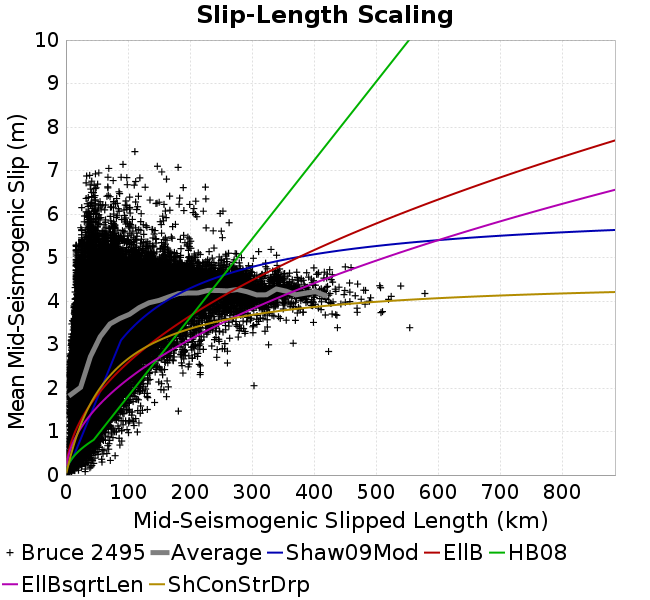 Slip-Length Scaling
10
9
8
7
6
5
4
3
2
1
0
Mean Mid-Seismogenic Slip (m)
0 100 200 300 400 500 600 700 800
Mid-Seismogenic Slipped Length (km)
Bruce 2495 Average Shaw09Mod EllB HB08
EllBsqrtLen ShConStrDrp